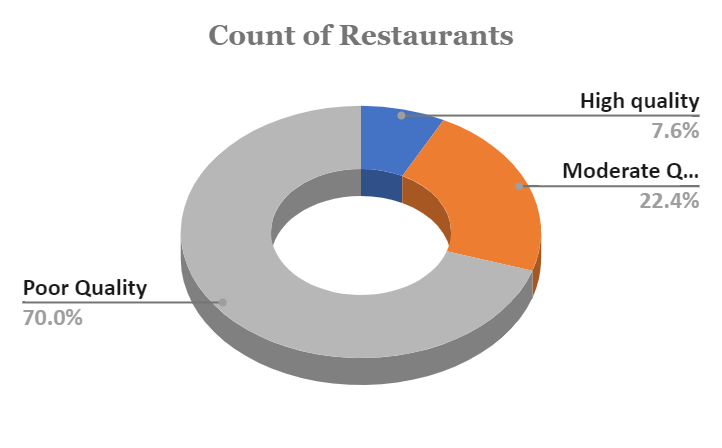 Count of Restaurants
High quality
7.6%
Moderate Q...
22.4%
Poor Quality
70.0%